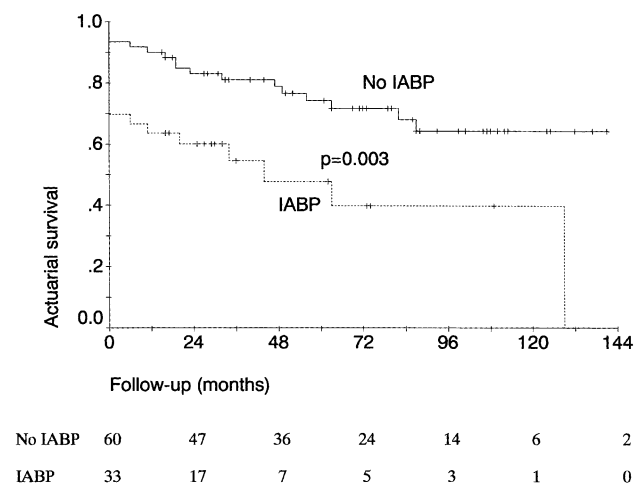 1.0
.8
.6
.4
.2
0.0
Actuarial survival
No IABP
p=0.003
IABP
0 24 48 72 96 120 144
Follow-up (months)
No IABP 60 47 36 24 14 6 2
IABP 33 17 7 5 3 1 0